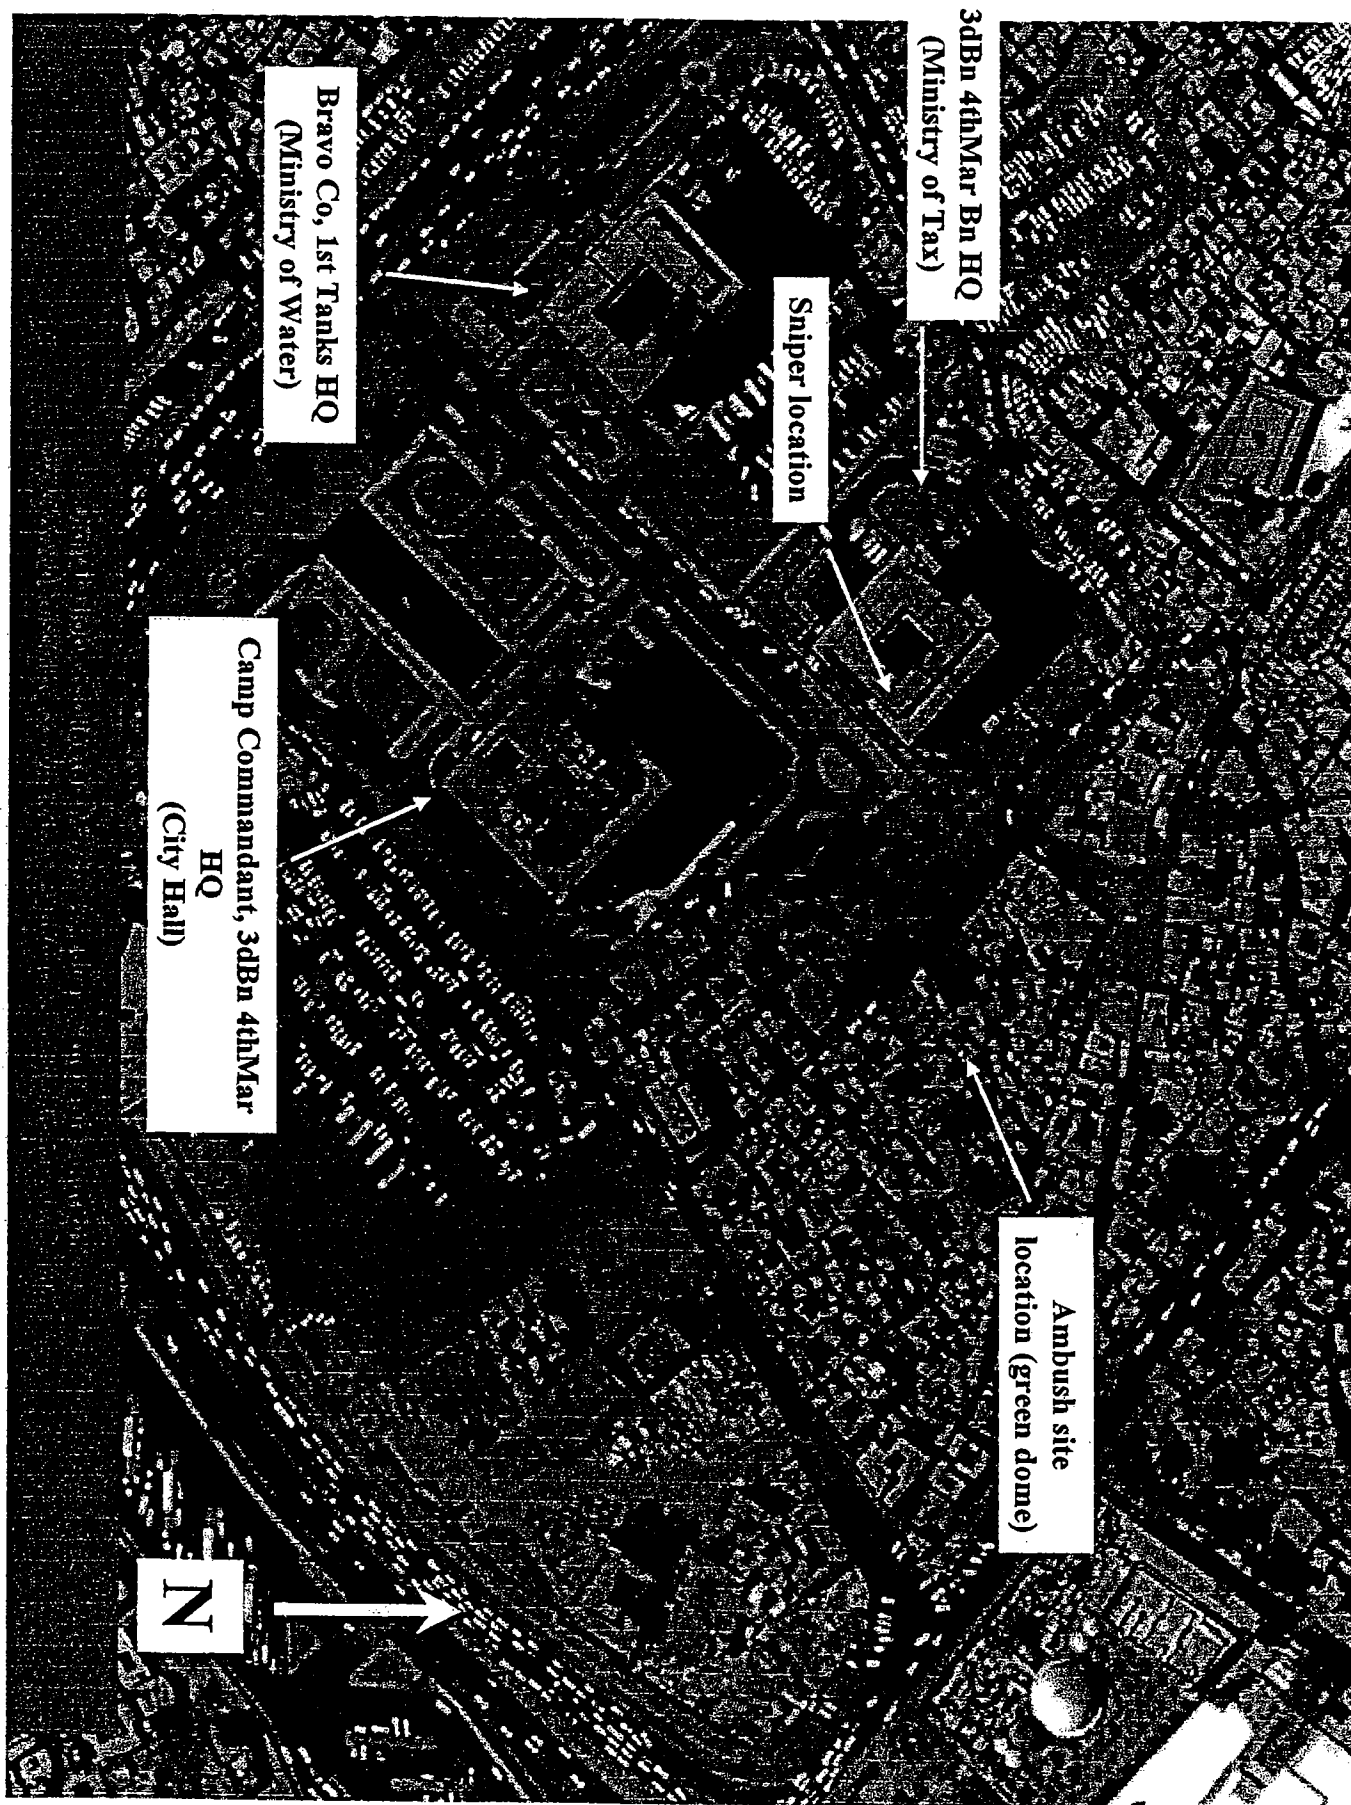 3dBn 4thMar Bn HQ
(Ministry of Tax)
Sniper location
Bravo Co, 1st Tanks HQ
(Ministry of Water)
Ambush site
location (green dome)
Camp Commandant, 3dBn 4thMar
HQ
(City Hall)
N